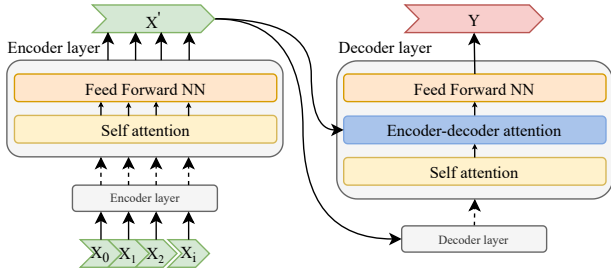 X'
Y
Encoder layer
Decoder layer
Feed Forward NN
Self attention
Encoder layer
X0 X1 X2 Xi
Feed Forward NN
Encoder-decoder attention
Self attention
Decoder layer